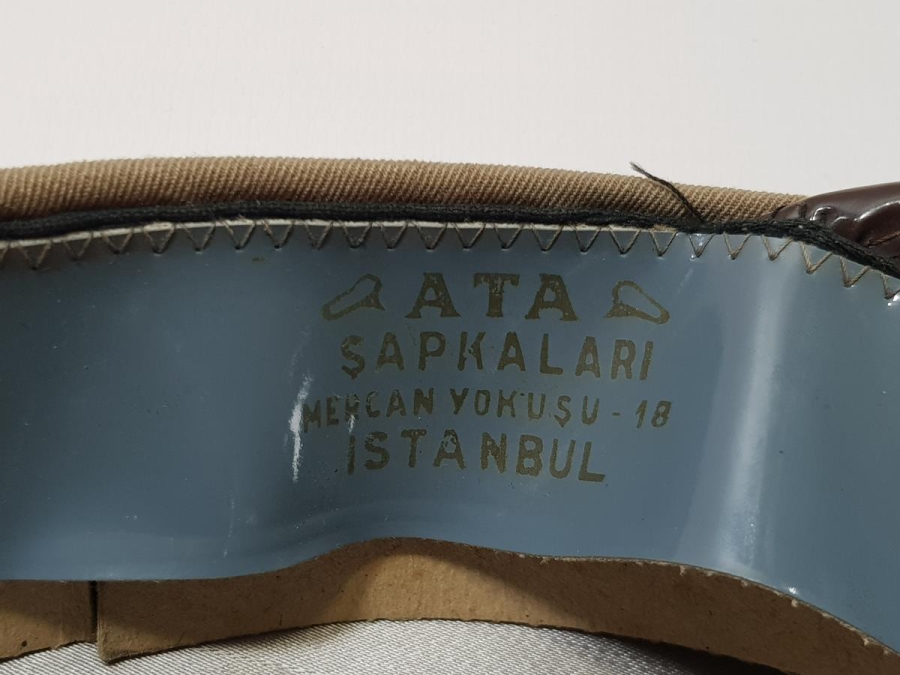 ATA
ŞAPKALARI
MERCAN YOKUŞU - 18
İSTANBUL